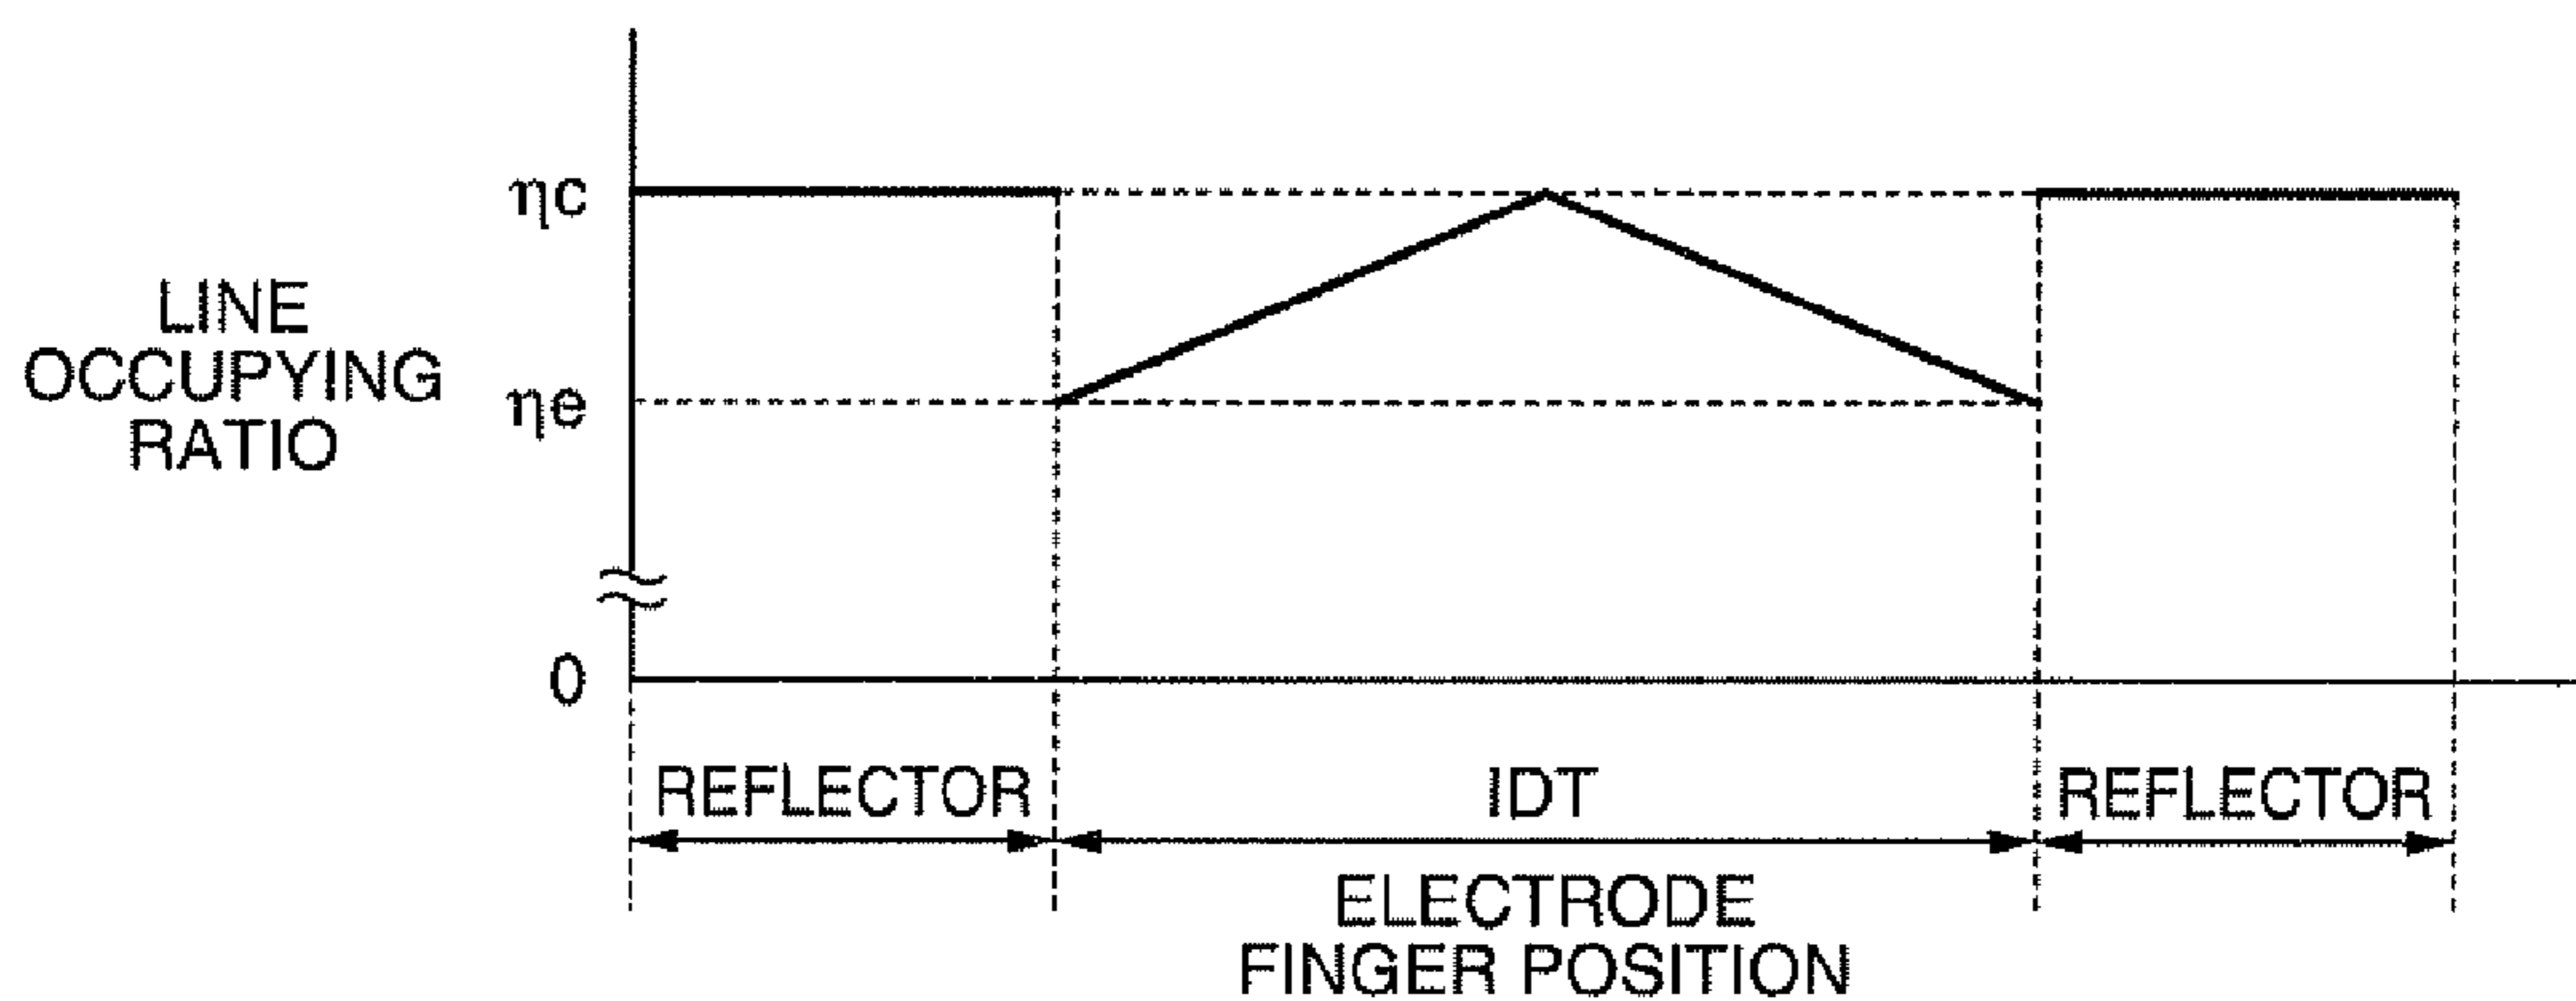 ηc
LINE
OCCUPYING
RATIO
ηe
0
REFLECTOR
IDT
REFLECTOR
ELECTRODE
FINGER POSITION